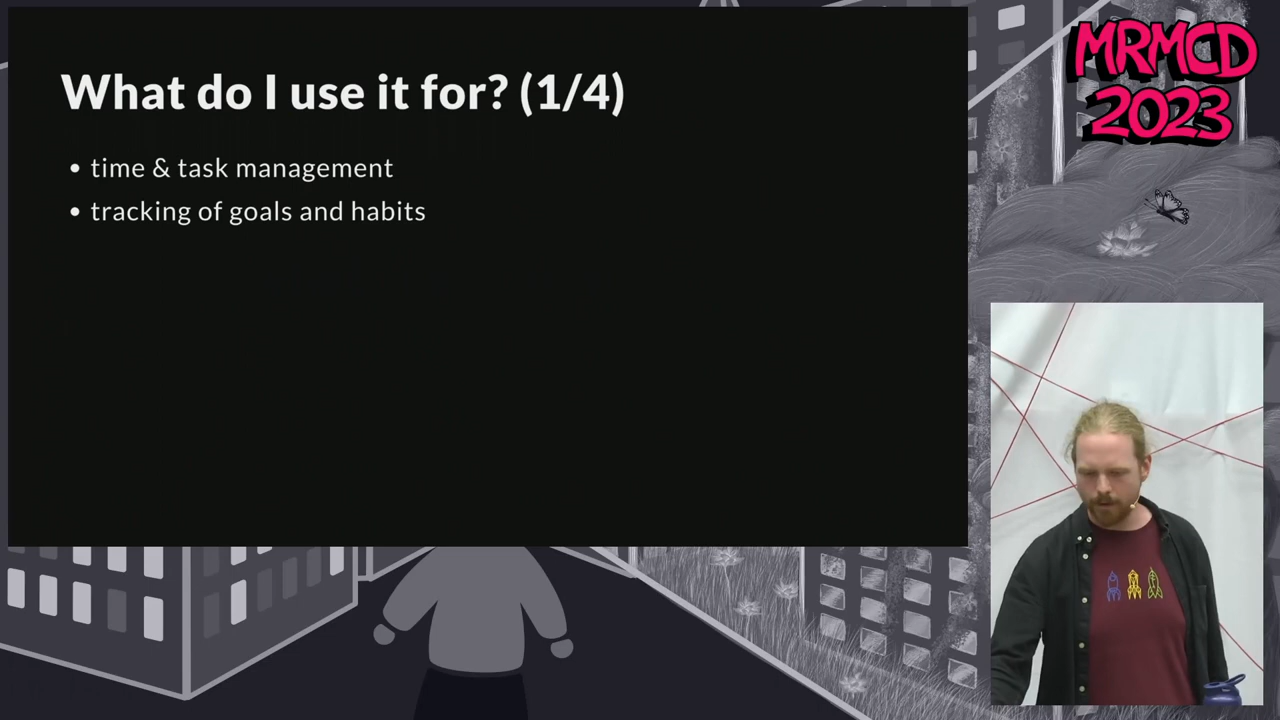 What do I use it for? (1/4)
• time & task management
• tracking of goals and habits
MRMCD
2023